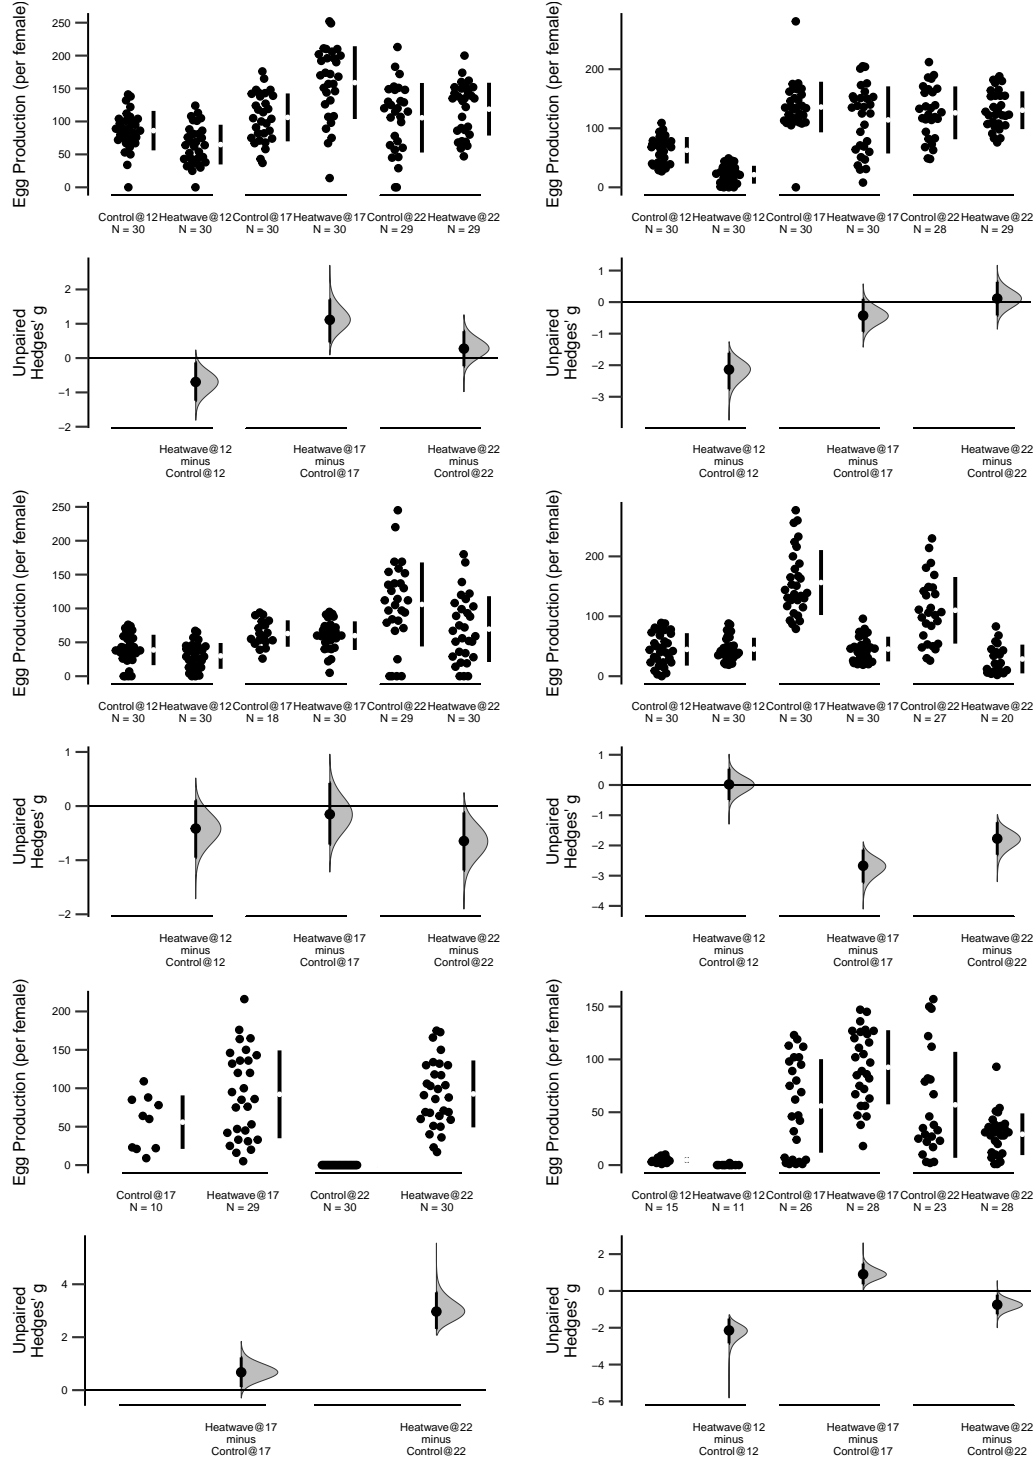 Egg Production (per female)
250
200
150
100
50
0
Control@12 Heatwave@12 Control@17 Heatwave@17 Control@22 Heatwave@22
N = 30 N = 30 N = 30 N = 30 N = 29 N = 29
Unpaired
Hedges' g
2
1
0
−1
−2
Heatwave@12 Heatwave@17 Heatwave@22
minus minus minus
Control@12 Control@17 Control@22
Egg Production (per female)
200
100
0
Control@12 Heatwave@12 Control@17 Heatwave@17 Control@22 Heatwave@22
N = 30 N = 30 N = 30 N = 30 N = 28 N = 29
Unpaired
Hedges' g
1
0
−1
−2
−3
Heatwave@12 Heatwave@17 Heatwave@22
minus minus minus
Control@12 Control@17 Control@22
Egg Production (per female)
250
200
150
100
50
0
Control@12 Heatwave@12 Control@17 Heatwave@17 Control@22 Heatwave@22
N = 30 N = 30 N = 18 N = 30 N = 29 N = 30
Unpaired
Hedges' g
1
0
−1
−2
Heatwave@12 Heatwave@17 Heatwave@22
minus minus minus
Control@12 Control@17 Control@22
Egg Production (per female)
200
100
0
Control@12 Heatwave@12 Control@17 Heatwave@17 Control@22 Heatwave@22
N = 30 N = 30 N = 30 N = 30 N = 27 N = 20
Unpaired
Hedges' g
1
0
−1
−2
−3
−4
Heatwave@12 Heatwave@17 Heatwave@22
minus minus minus
Control@12 Control@17 Control@22
Egg Production (per female)
200
150
100
50
0
Control@17 Heatwave@17 Control@22 Heatwave@22
N = 10 N = 29 N = 30 N = 30
Unpaired
Hedges' g
4
2
0
Heatwave@17 Heatwave@22
minus minus
Control@17 Control@22
Egg Production (per female)
150
100
50
0
Control@12 Heatwave@12 Control@17 Heatwave@17 Control@22 Heatwave@22
N = 15 N = 11 N = 26 N = 28 N = 23 N = 28
Unpaired
Hedges' g
2
0
−2
−4
−6
Heatwave@12 Heatwave@17 Heatwave@22
minus minus minus
Control@12 Control@17 Control@22